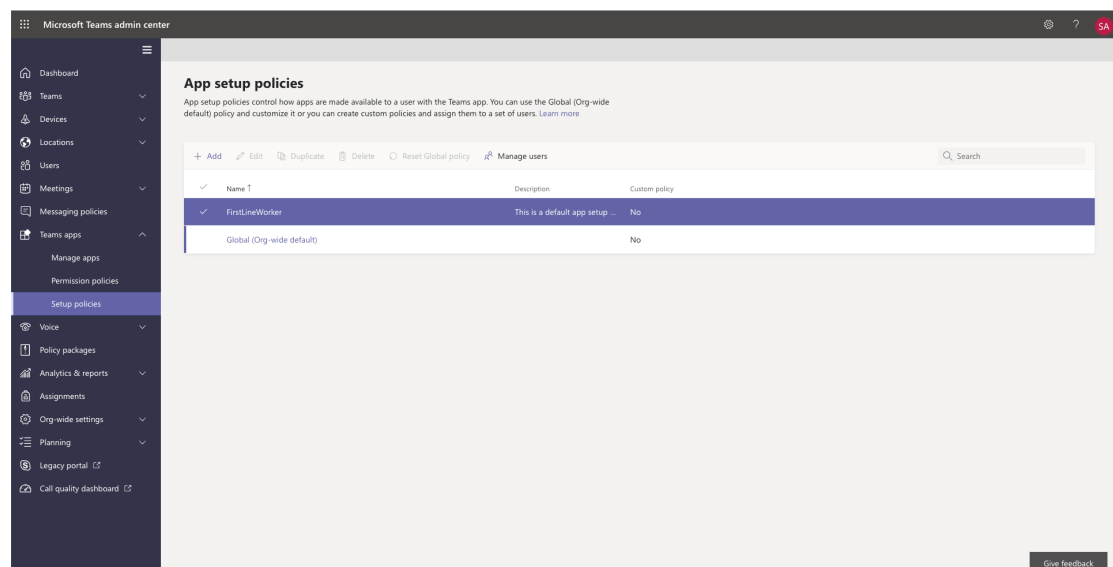 Microsoft Teams admin center
SA
Dashboard
Teams
Devices
Locations
Users
Meetings
Messaging policies
Teams apps
Manage apps
Permission policies
Setup policies
Voice
Policy packages
Analytics & reports
Assignments
Org-wide settings
Planning
Legacy portal
Call quality dashboard
App setup policies
App setup policies control how apps are made available to a user with the Teams app. You can use the Global (Org-wide
default) policy and customize it or you can create custom policies and assign them to a set of users. Learn more
+ Add Edit Duplicate Delete Reset Global policy Manage users Search
Name ↑ Description Custom policy
FirstLineWorker This is a default app setup ... No
Global (Org-wide default) No
Give feedback